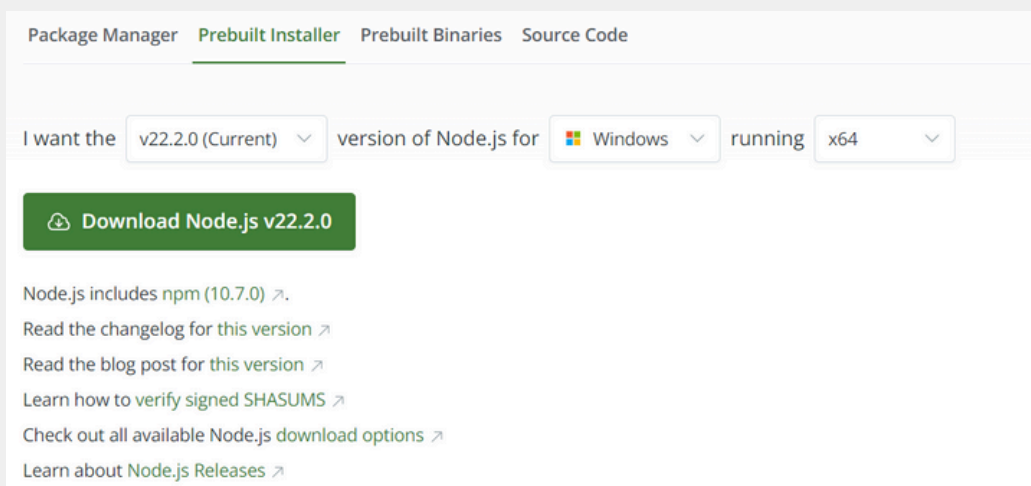 Package Manager Prebuilt Installer Prebuilt Binaries Source Code
I want the v22.2.0 (Current) version of Node.js for Windows running x64
Download Node.js v22.2.0
Node.js includes npm (10.7.0) ↗.
Read the changelog for this version ↗
Read the blog post for this version ↗
Learn how to verify signed SHASUMS ↗
Check out all available Node.js download options ↗
Learn about Node.js Releases ↗